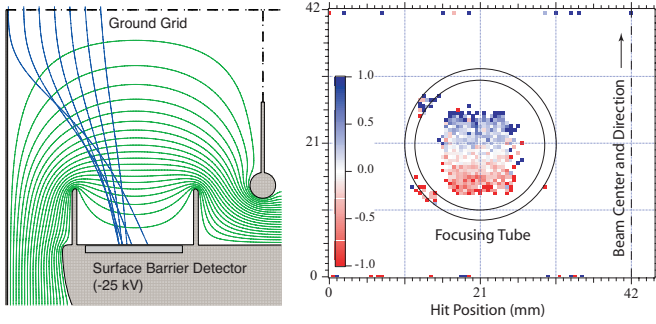 Ground Grid
Surface Barrier Detector
(-25 kV)
42
21
0
1.0
0.5
0.0
-0.5
-1.0
Focusing Tube
Beam Center and Direction
0
21
42
Hit Position (mm)